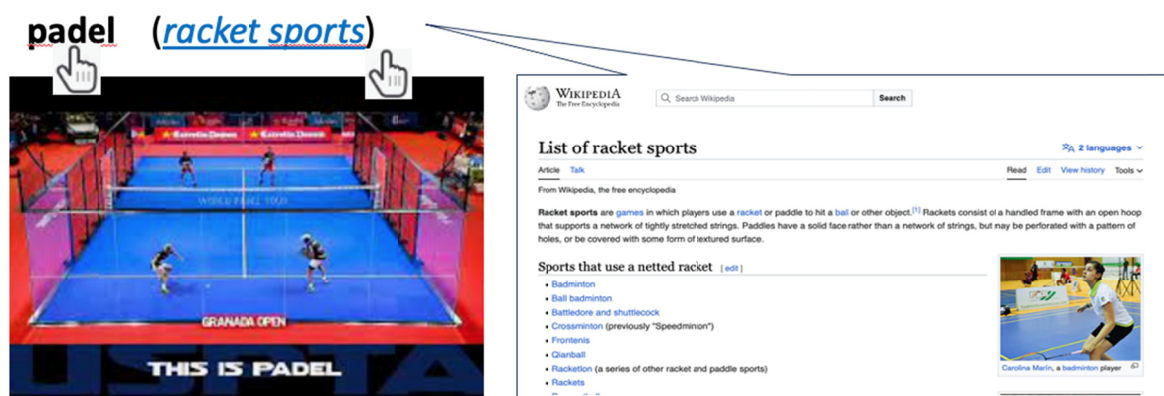 padel (racket sports)
Estrella Damm Estrella Damm
WORLD PADEL TOUR
GRANADA OPEN
THIS IS PADEL
WIKIPEDIA
The Free Encyclopedia
Search Wikipedia
Search
List of racket sports
2 languages
Article Talk
Read Edit View history Tools
From Wikipedia, the free encyclopedia
Racket sports are games in which players use a racket or paddle to hit a ball or other object.[1] Rackets consist of a handled frame with an open hoop
that supports a network of tightly stretched strings. Paddles have a solid face rather than a network of strings, but nay be perforated with a pattern of
holes, or be covered with some form of textured surface.
Sports that use a netted racket [edit]
Badminton
Ball badminton
Battledore and shuttlecock
Crossminton (previously "Speedminon")
Frontenis
Qianball
Racketlon (a series of other racket and paddle sports)
Rackets
Carolina Marín, a badminton player